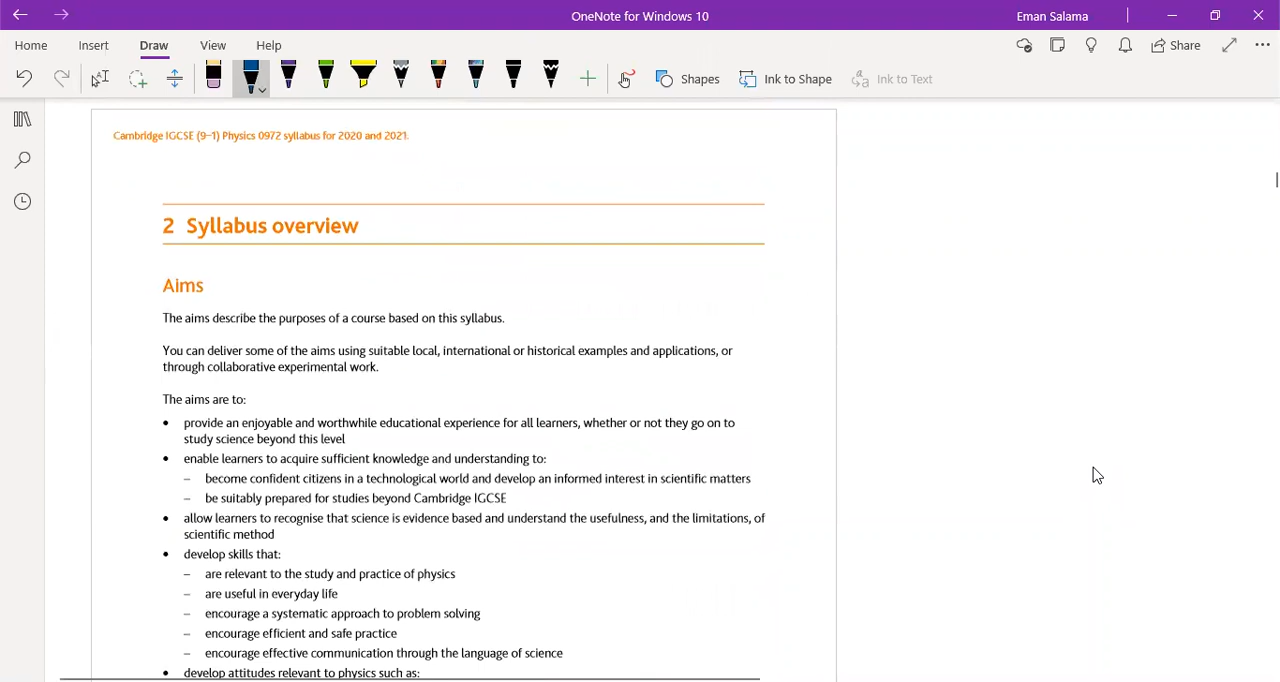 OneNote for Windows 10
Eman Salama
Home Insert Draw View Help
Share
Shapes
Ink to Shape
Ink to Text
Cambridge IGCSE (9–1) Physics 0972 syllabus for 2020 and 2021.
2 Syllabus overview
Aims
The aims describe the purposes of a course based on this syllabus.
You can deliver some of the aims using suitable local, international or historical examples and applications, or
through collaborative experimental work.
The aims are to:
• provide an enjoyable and worthwhile educational experience for all learners, whether or not they go on to
study science beyond this level
• enable learners to acquire sufficient knowledge and understanding to:
– become confident citizens in a technological world and develop an informed interest in scientific matters
– be suitably prepared for studies beyond Cambridge IGCSE
• allow learners to recognise that science is evidence based and understand the usefulness, and the limitations, of
scientific method
• develop skills that:
– are relevant to the study and practice of physics
– are useful in everyday life
– encourage a systematic approach to problem solving
– encourage efficient and safe practice
– encourage effective communication through the language of science
• develop attitudes relevant to physics such as: